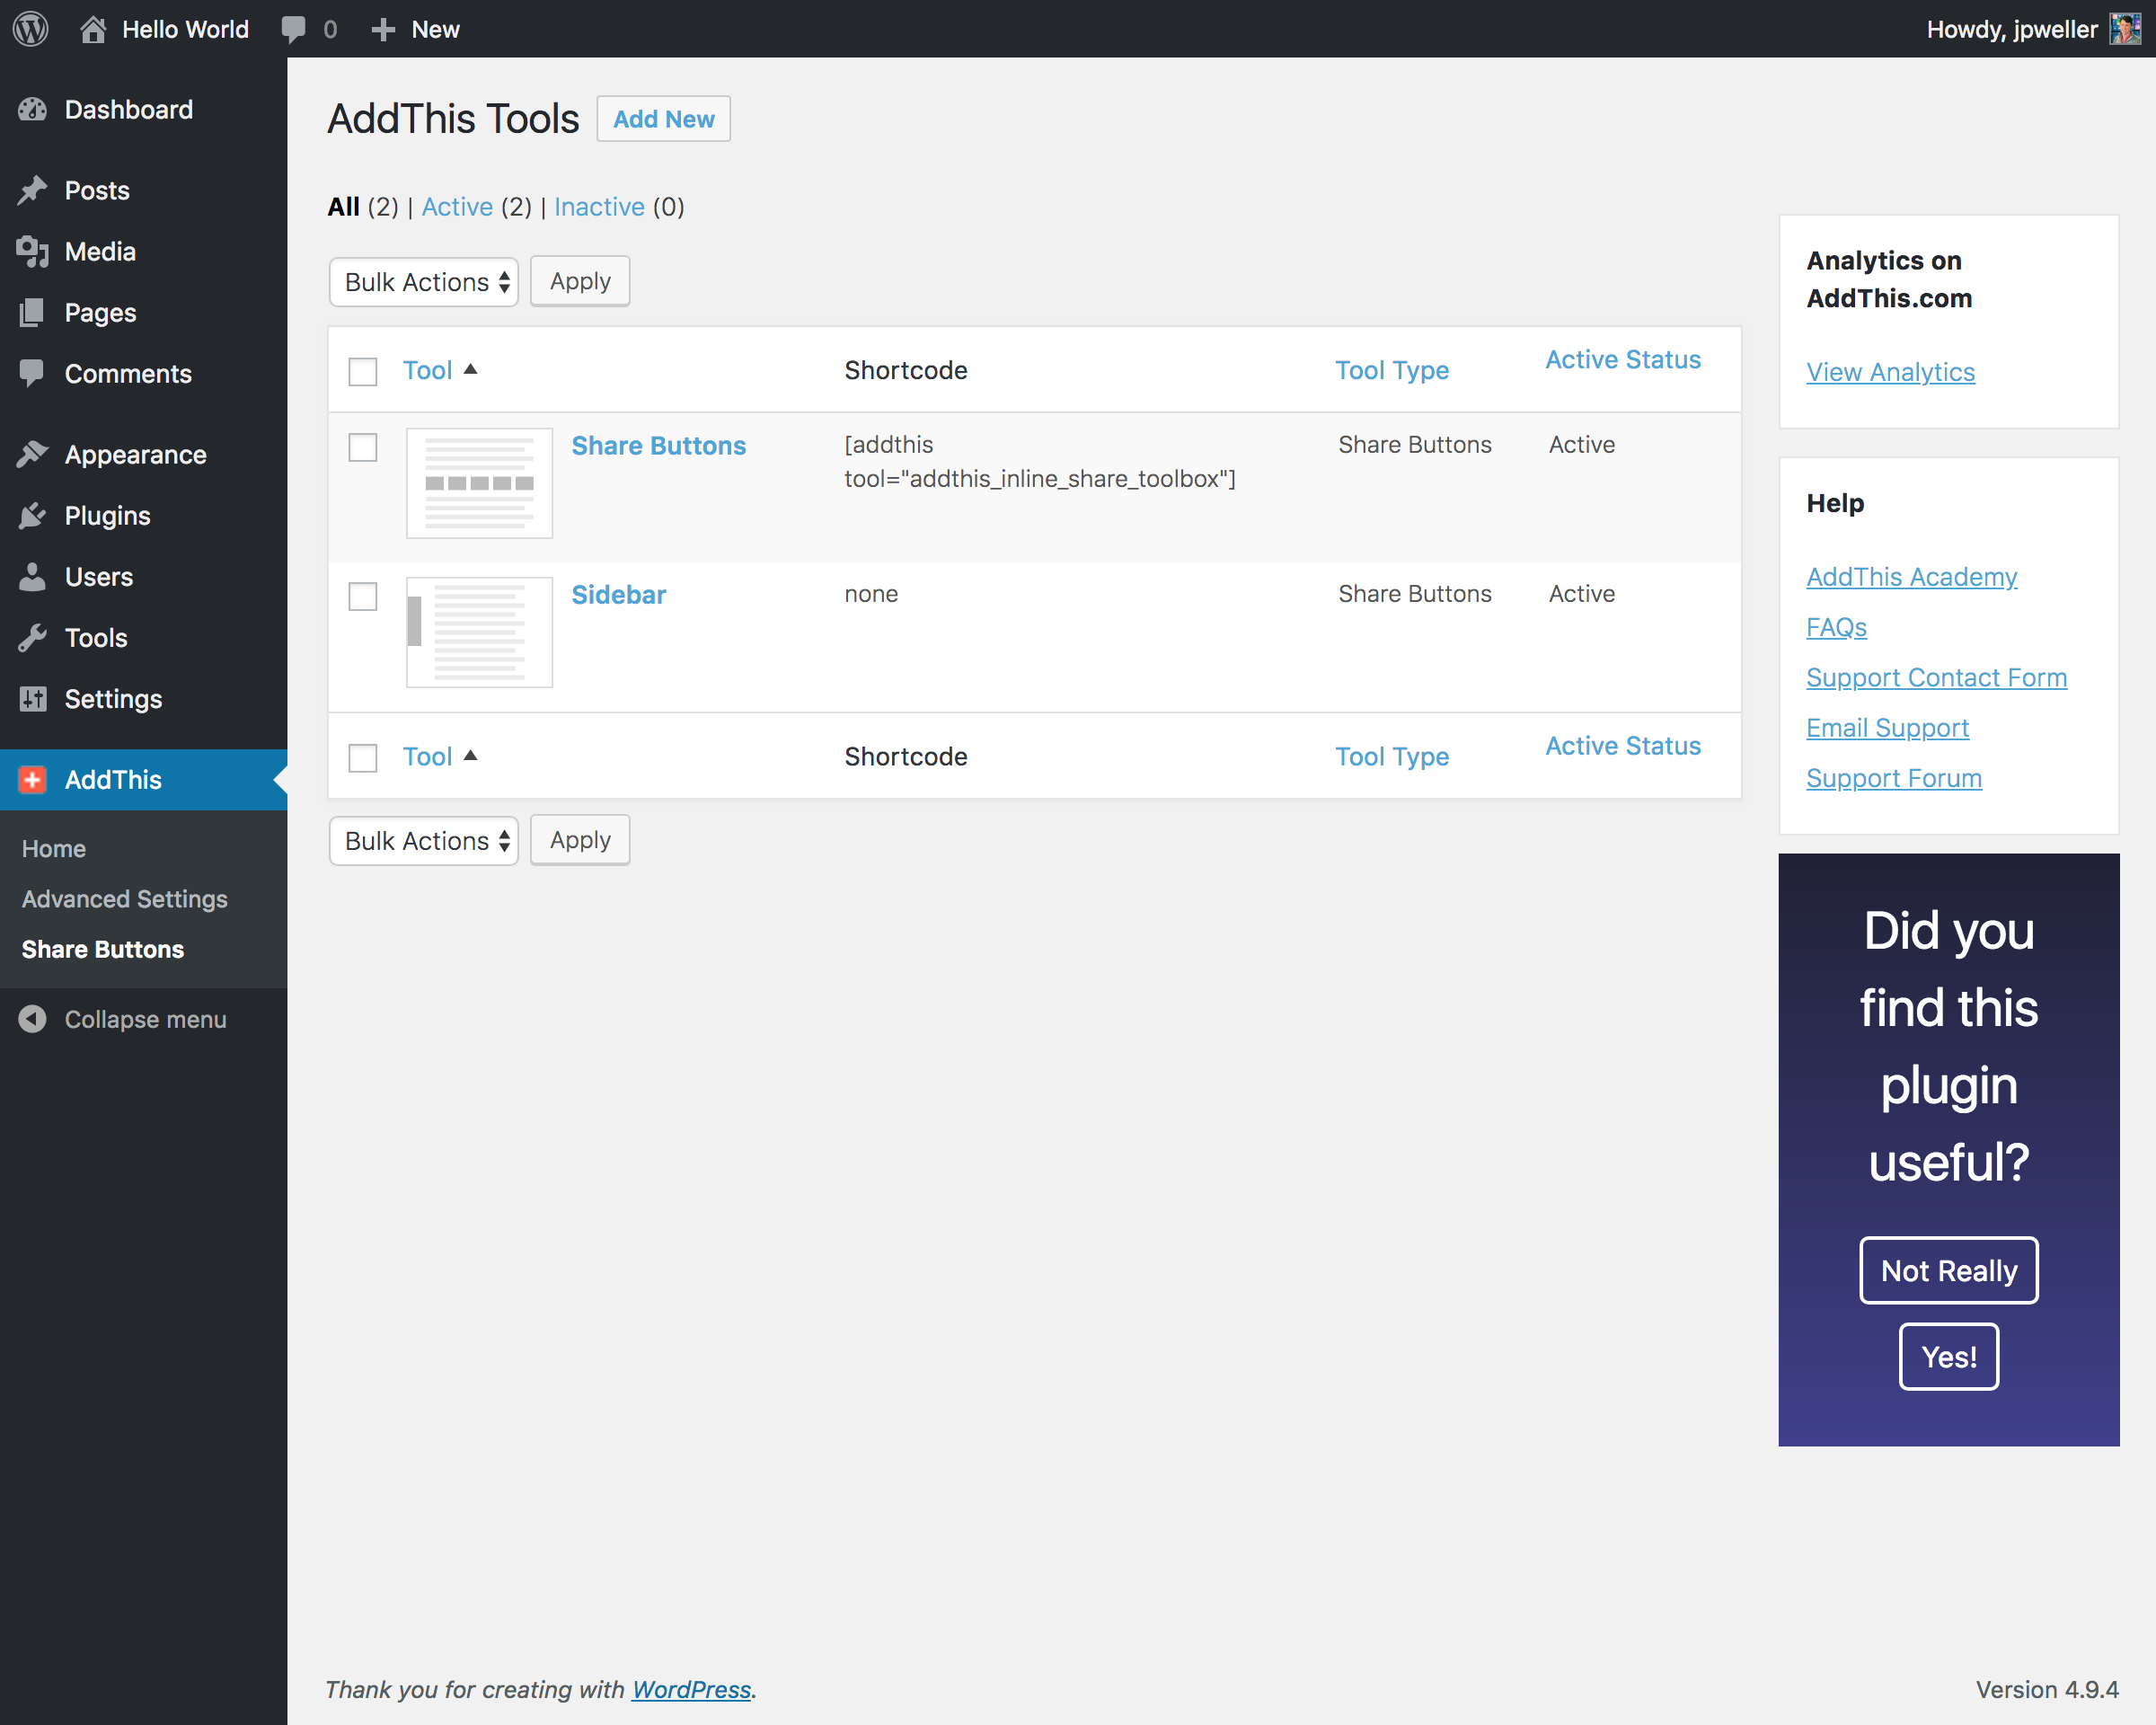 Hello World
0
New
Howdy, jpweller
Dashboard
Posts
Media
Pages
Comments
Appearance
Plugins
Users
Tools
Settings
AddThis
Home
Advanced Settings
Share Buttons
Collapse menu
AddThis Tools
Add New
All (2) | Active (2) | Inactive (0)
Bulk Actions
Apply
Tool
Shortcode
Tool Type
Active Status
Share Buttons
[addthis
tool="addthis_inline_share_toolbox"]
Share Buttons
Active
Sidebar
none
Share Buttons
Active
Tool
Shortcode
Tool Type
Active Status
Bulk Actions
Apply
Analytics on
AddThis.com
View Analytics
Help
AddThis Academy
FAQs
Support Contact Form
Email Support
Support Forum
Did you
find this
plugin
useful?
Not Really
Yes!
Thank you for creating with WordPress.
Version 4.9.4